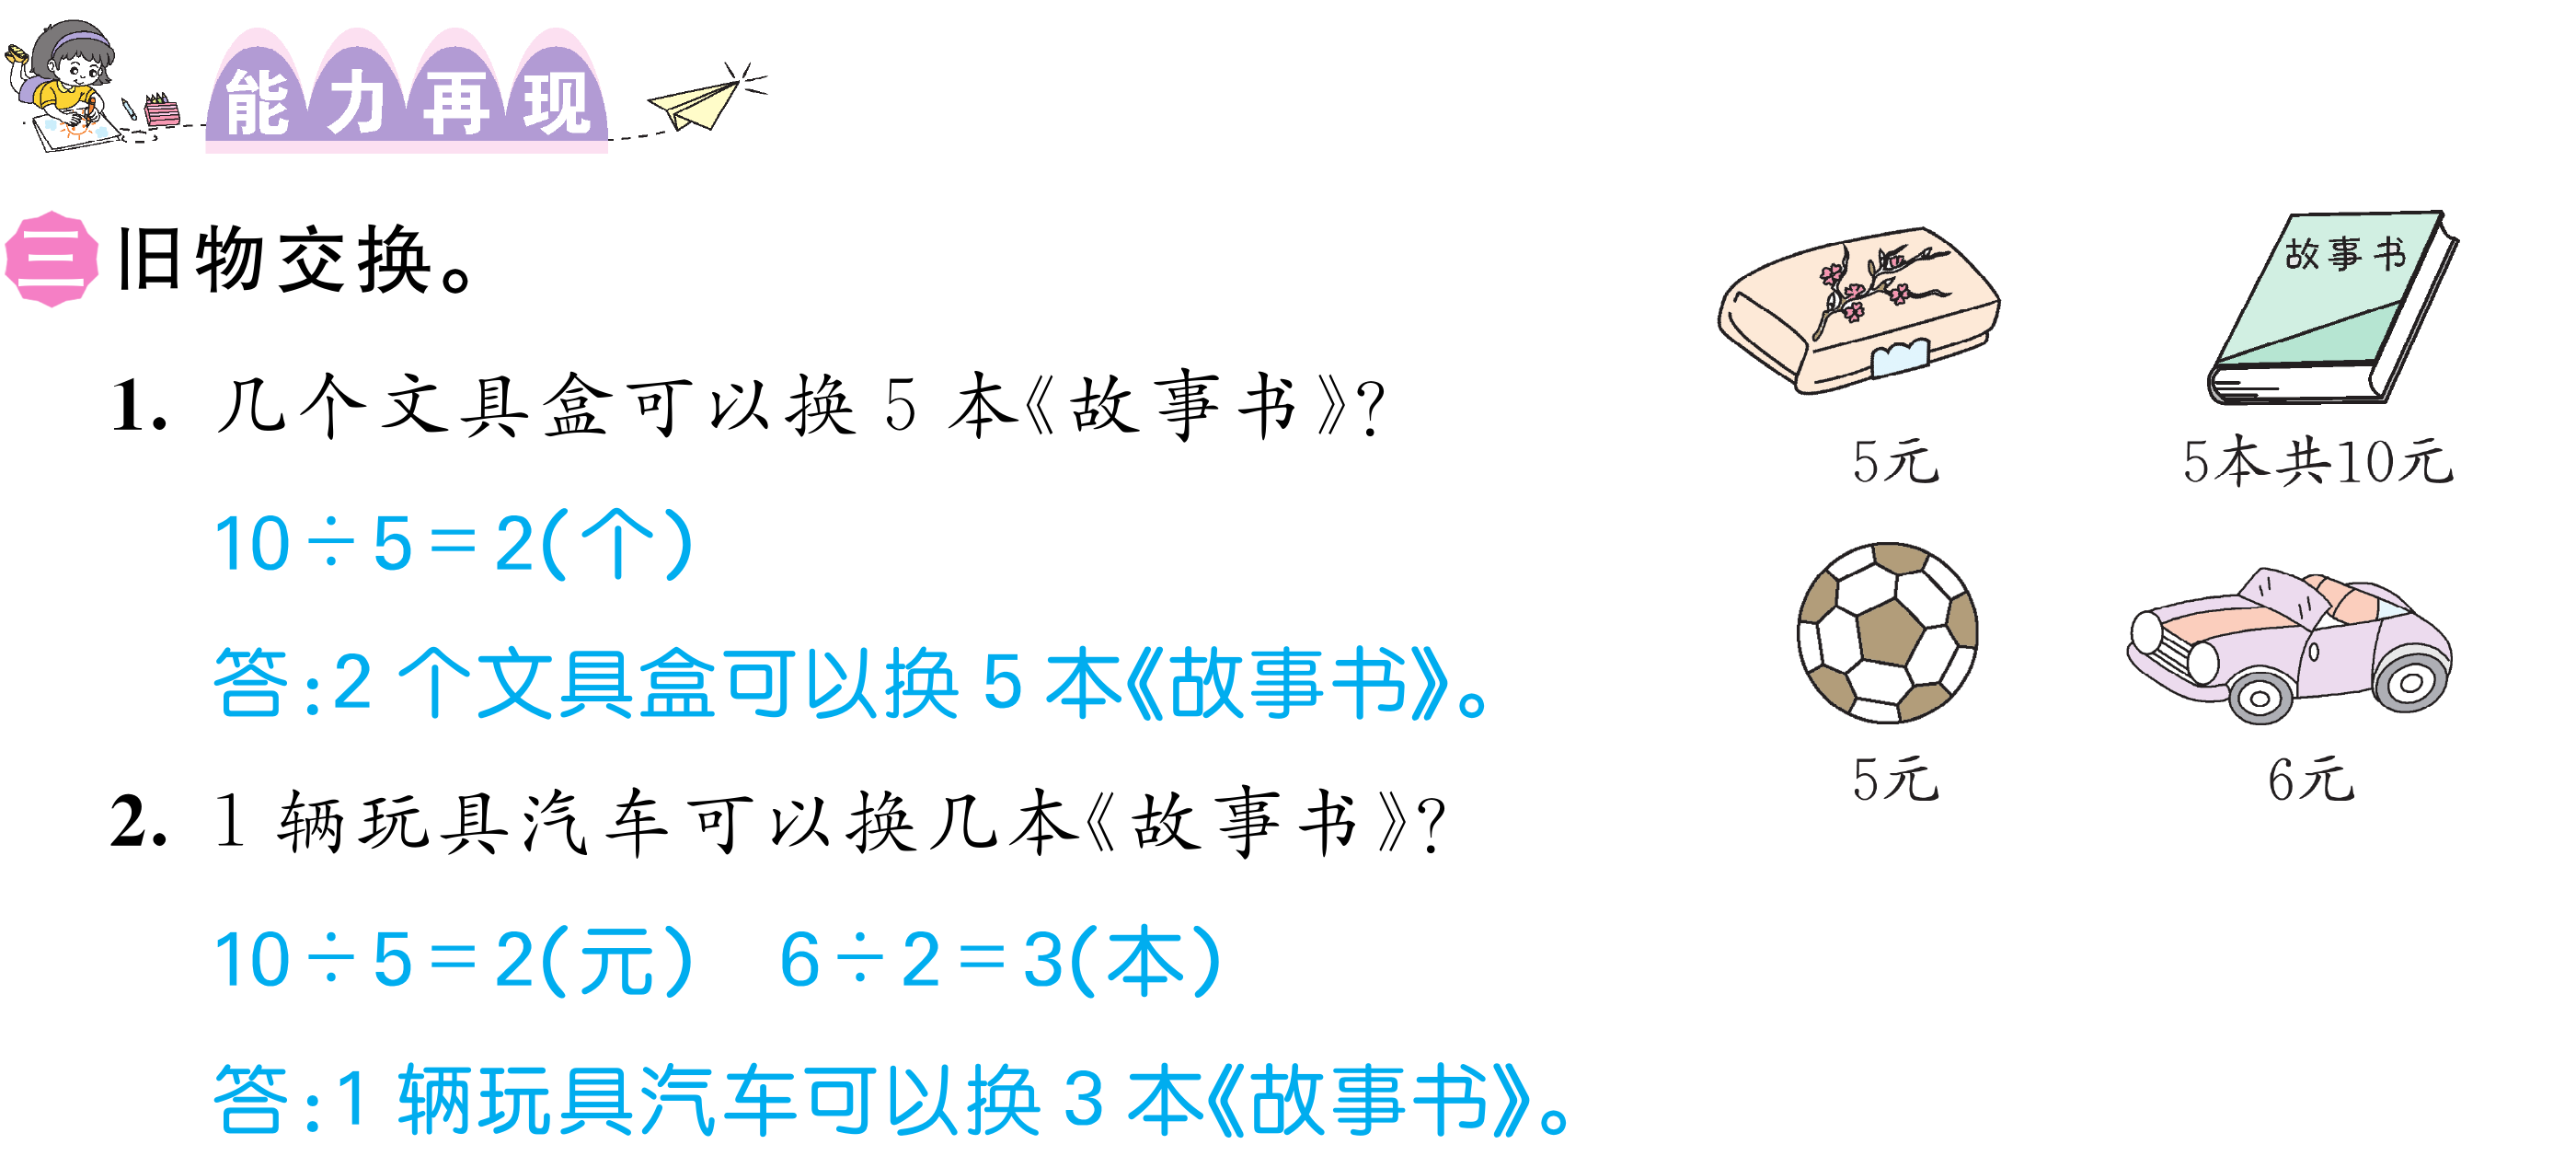 能力再现
三 旧物交换。
1. 几个文具盒可以换 5 本《故事书》?
10÷5=2(个)
答:2 个文具盒可以换 5 本《故事书》。
2. 1 辆玩具汽车可以换几本《故事书》?
10÷5=2(元) 6÷2=3(本)
答:1 辆玩具汽车可以换 3 本《故事书》。
故事书
5元 5本共10元
5元 6元